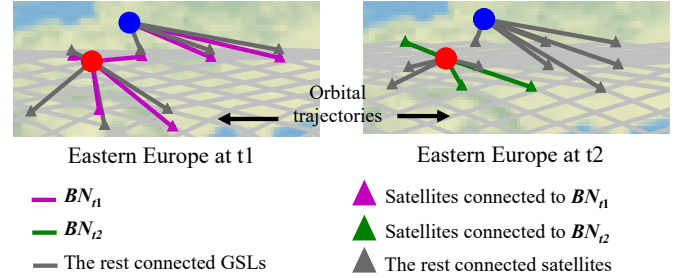 Orbital
trajectories
Eastern Europe at t1
Eastern Europe at t2
BNt1
Satellites connected to BNt1
BNt2
Satellites connected to BNt2
The rest connected GSLs
The rest connected satellites